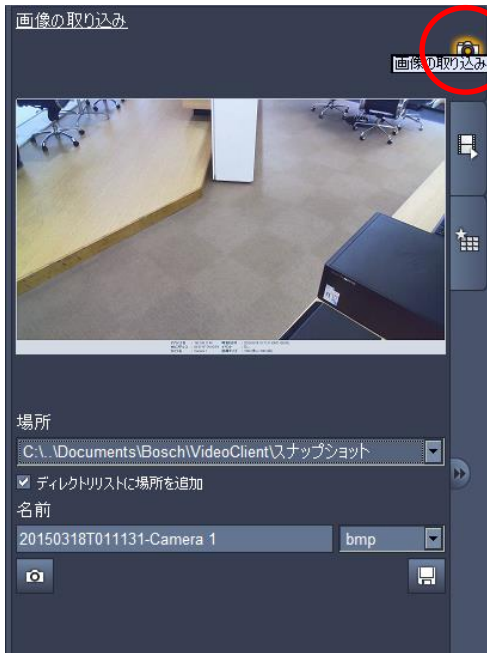 画像の取り込み
画像の取り込み
場所
C:\..\Documents\Bosch\VideoClient\スナップショット
ディレクトリリストに場所を追加
名前
20150318T011131-Camera 1
bmp